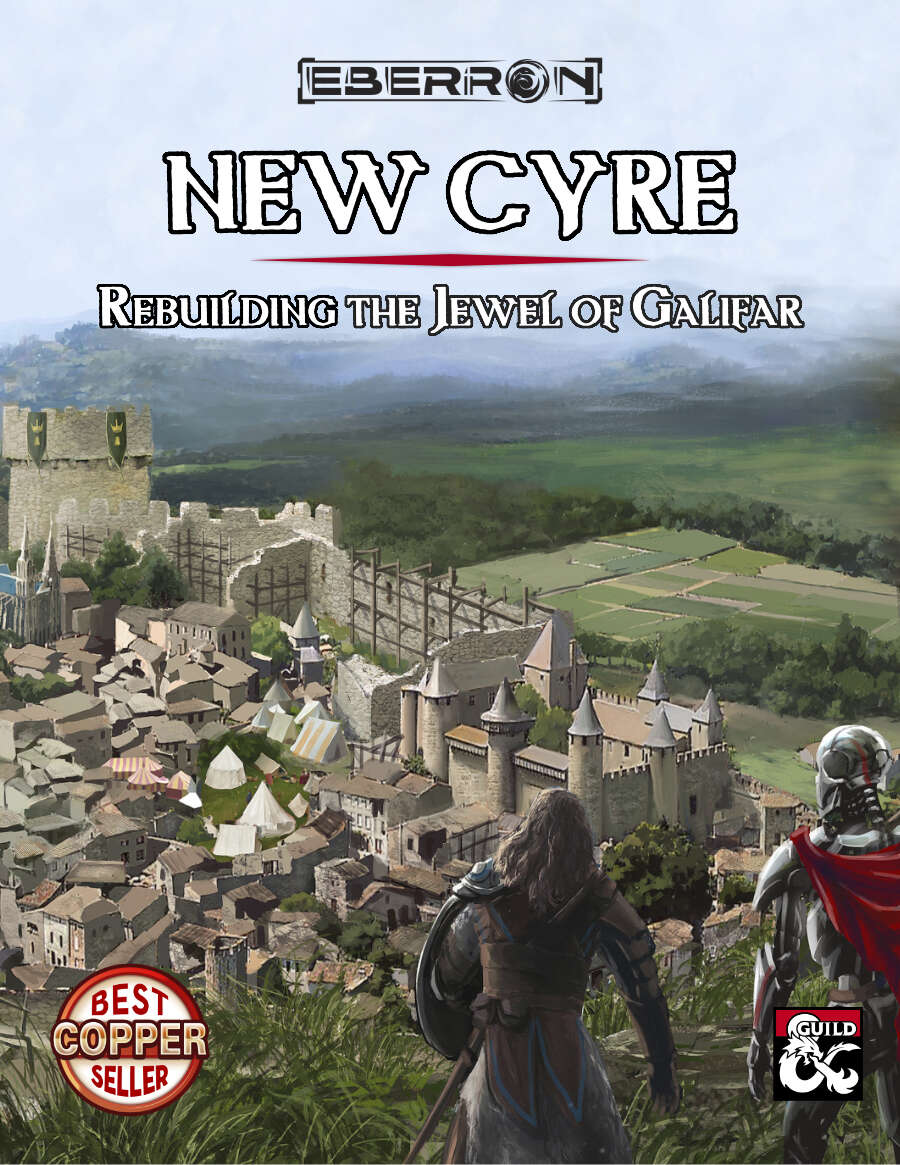 EBERRON
NEW CYRE
REBUILDING THE JEWEL OF GALIFAR
BEST
COPPER
SELLER
GUILD